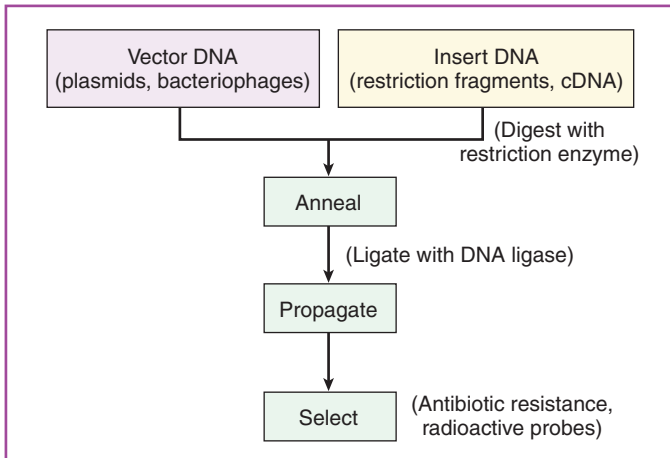 Vector DNA
(plasmids, bacteriophages)
Insert DNA
(restriction fragments, cDNA)
(Digest with
restriction enzyme)
Anneal
(Ligate with DNA ligase)
Propagate
Select
(Antibiotic resistance,
radioactive probes)